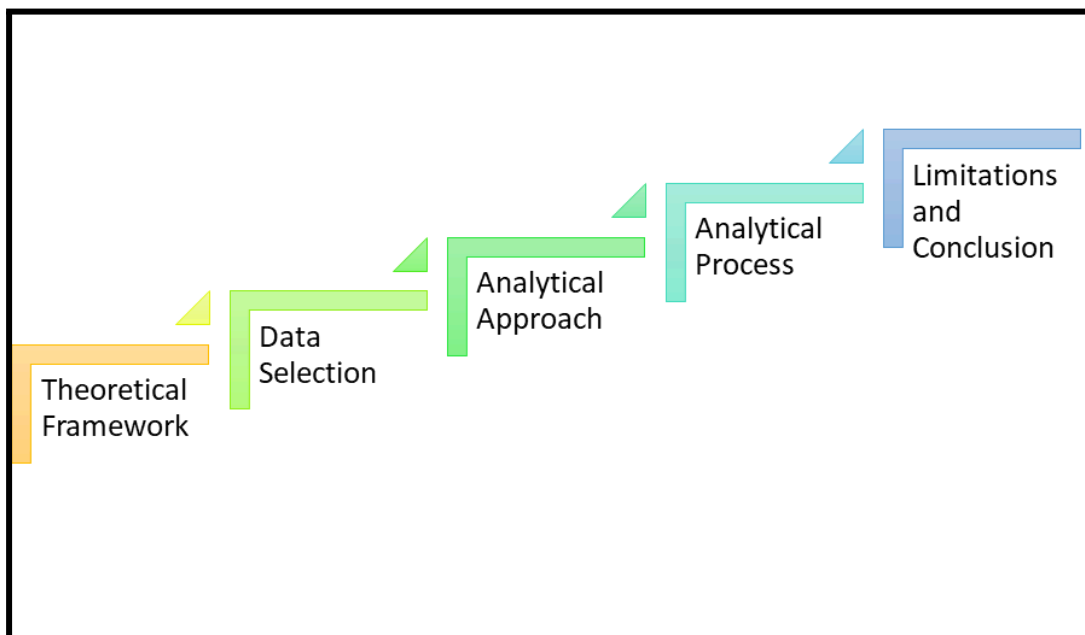 Theoretical
Framework
Data
Selection
Analytical
Approach
Analytical
Process
Limitations
and
Conclusion